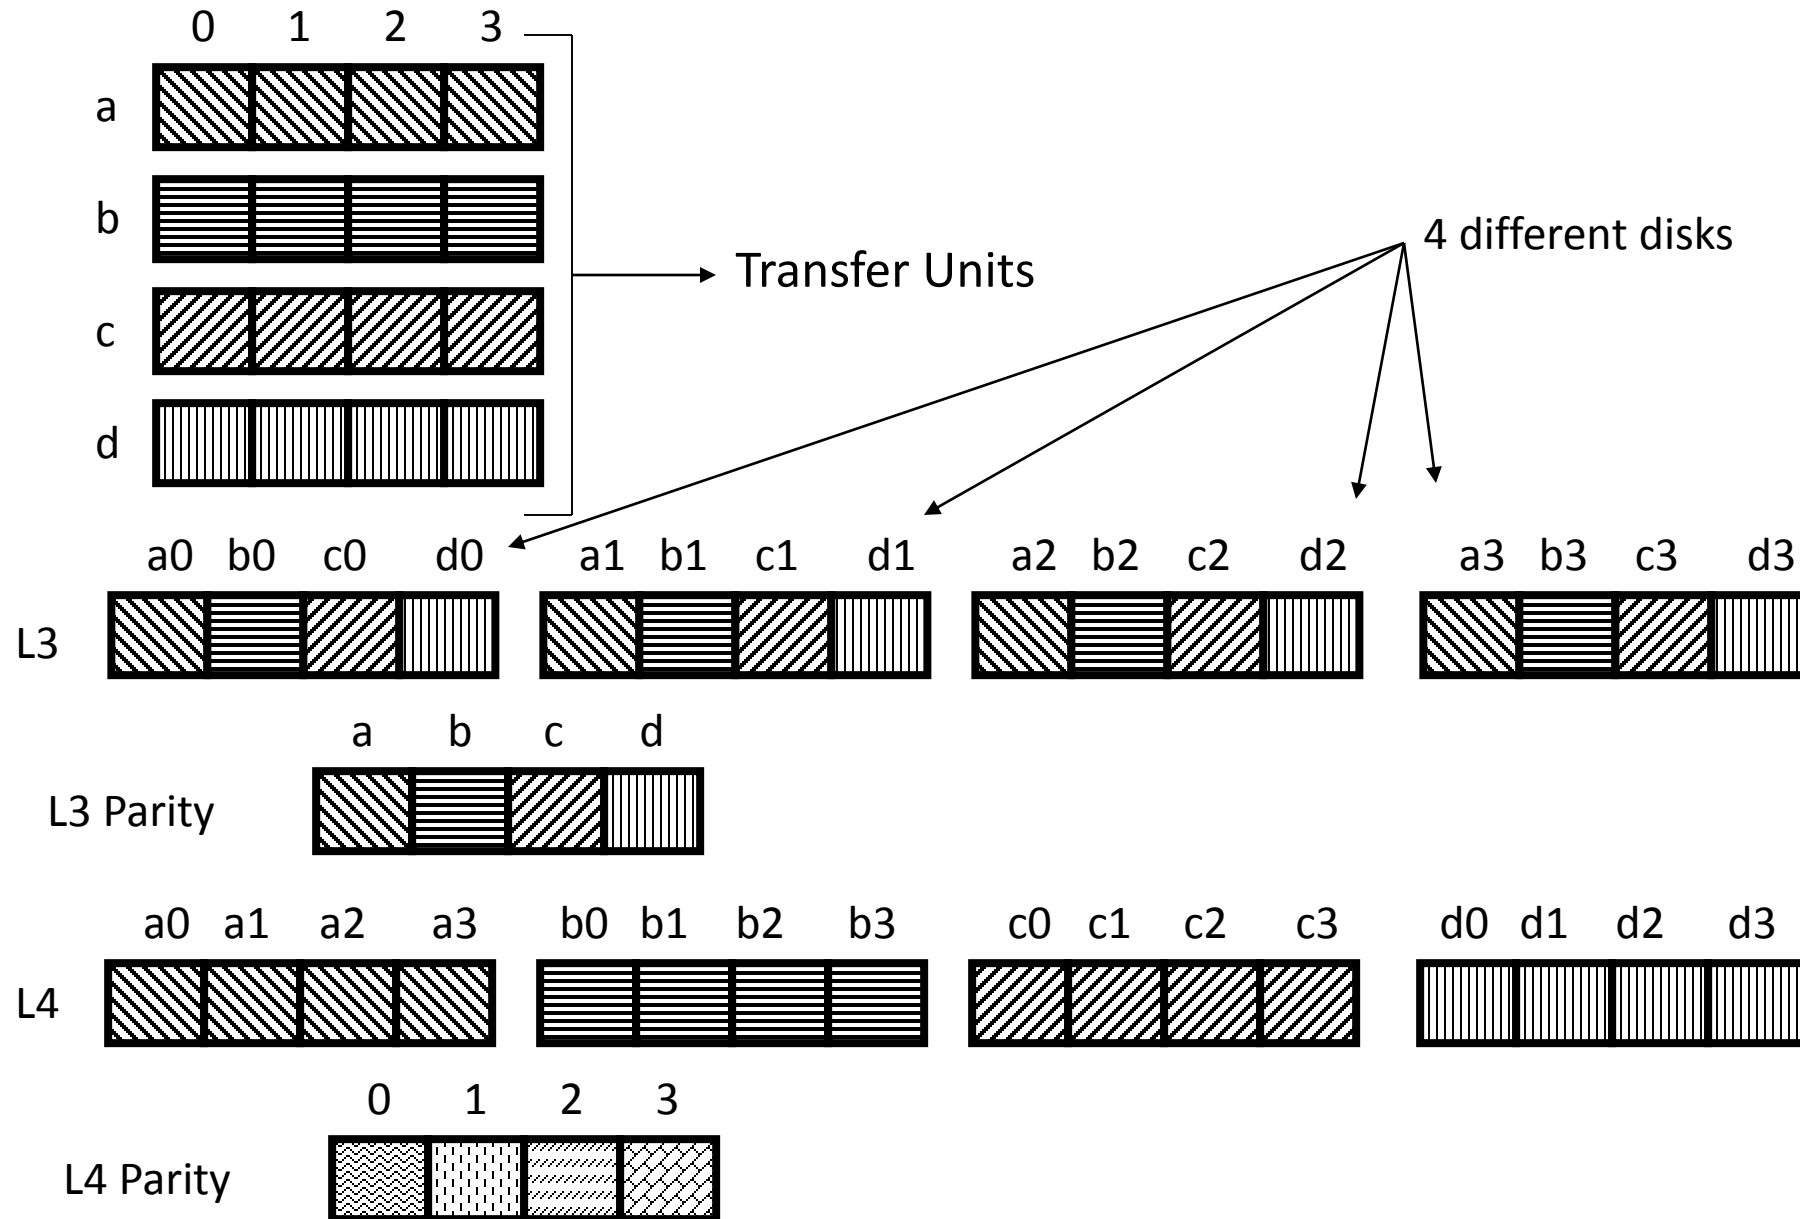 0 1 2 3
a
b
c
d
Transfer Units
4 different disks
a0 b0 c0 d0 a1 b1 c1 d1 a2 b2 c2 d2 a3 b3 c3 d3
L3
a b c d
L3 Parity
a0 a1 a2 a3 b0 b1 b2 b3 c0 c1 c2 c3 d0 d1 d2 d3
L4
0 1 2 3
L4 Parity